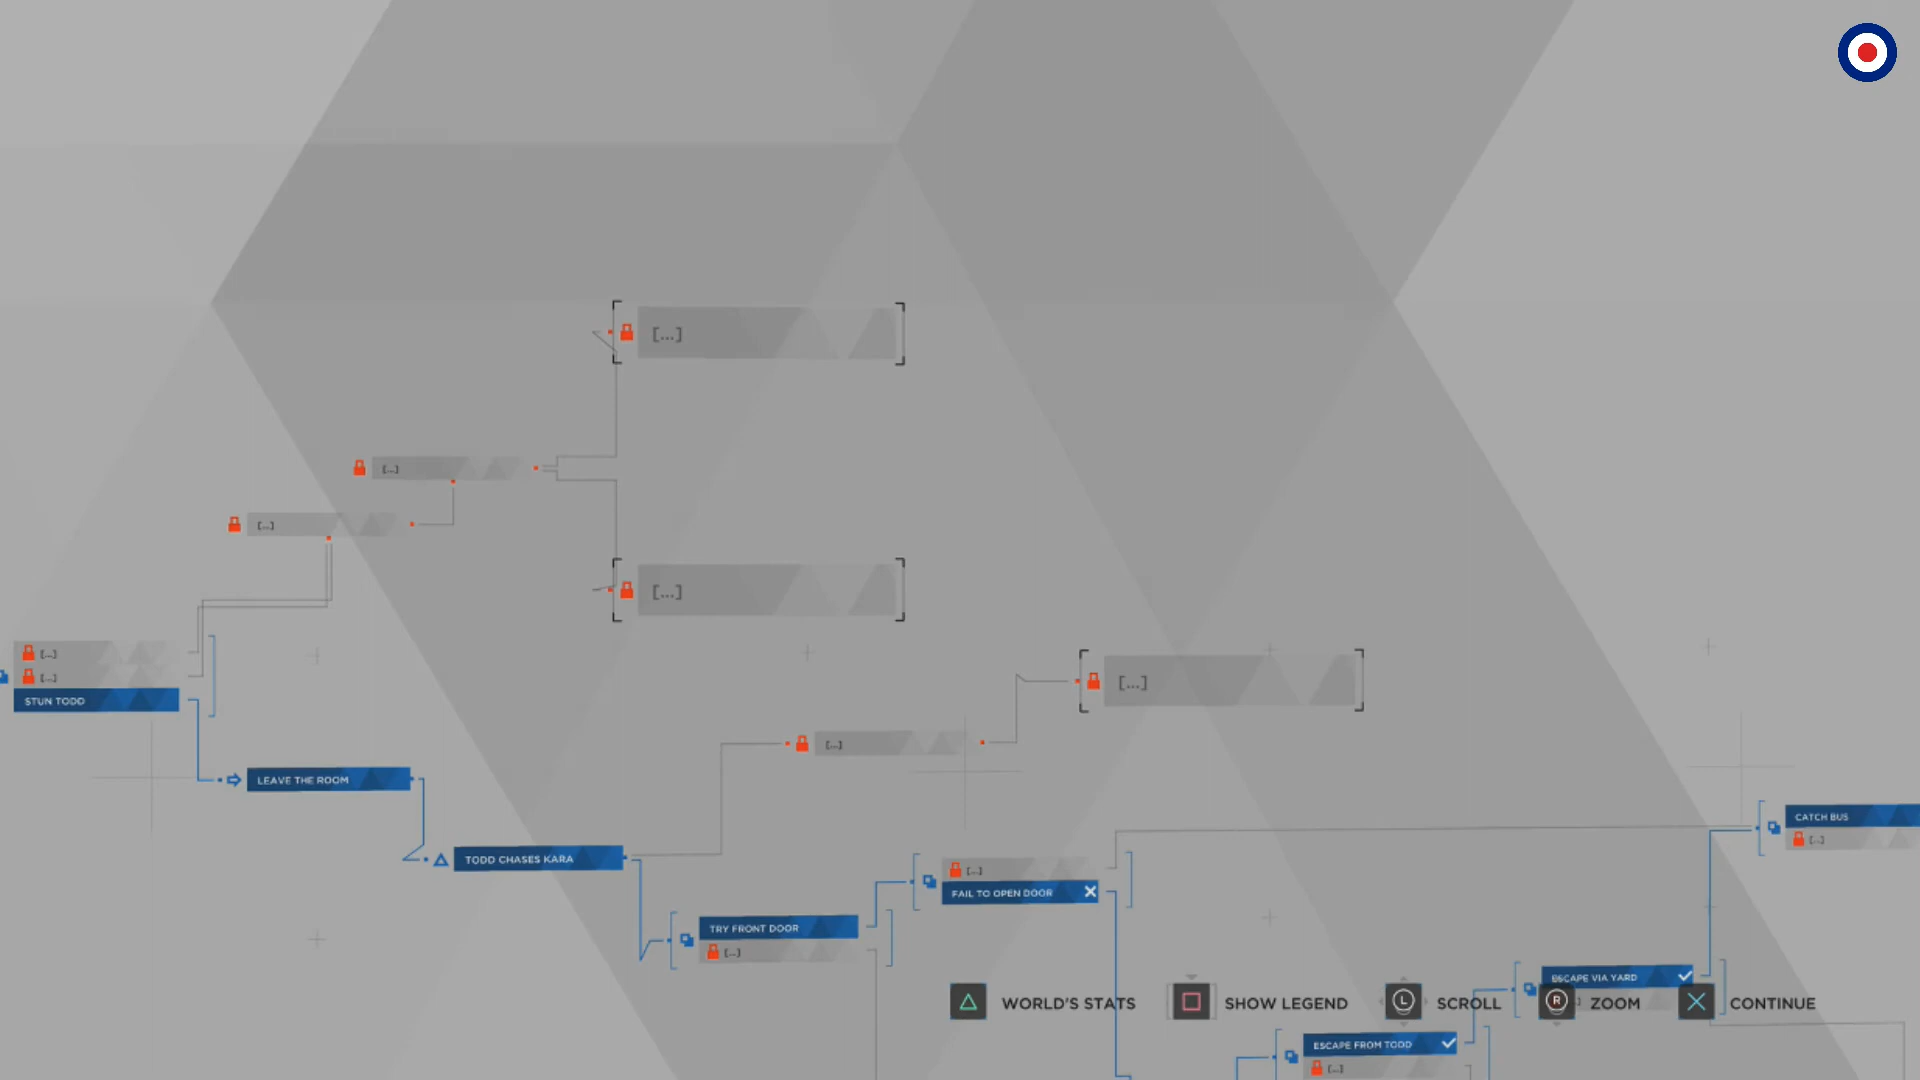 [...]
[...]
[...]
[...]
[...]
[...]
STUN TODD
[...]
[...]
LEAVE THE ROOM
CATCH BUS
[...]
TODD CHASES KARA
[...]
FAIL TO OPEN DOOR
TRY FRONT DOOR
[...]
ESCAPE VIA YARD
WORLD'S STATS
SHOW LEGEND
L
SCROLL
R
ZOOM
CONTINUE
ESCAPE FROM TODD
[...]